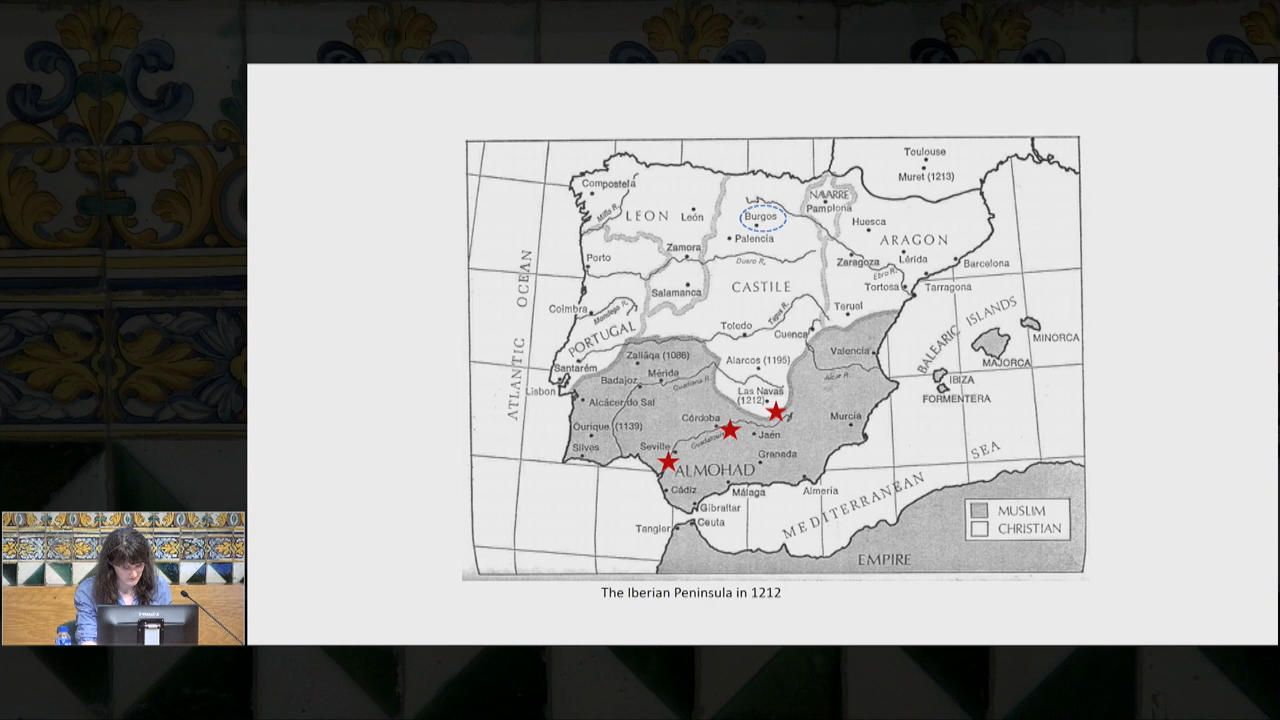 Toulouse
Muret (1213)
Compostela
NAVARRE
Pamplona
Miño R.
LEON
León
Burgos
Huesca
Palencia
ARAGON
Zamora
Porto
Duero R.
Zaragoza
Lérida
Barcelona
Ebro R.
Tortosa
Tarragona
Salamanca
CASTILE
Coimbra
Mondego R.
Tagus R.
Teruel
ATLANTIC OCEAN
PORTUGAL
Toledo
Cuenca
BALEARIC ISLANDS
MINORCA
MAJORCA
Zallāqa (1086)
Alarcos (1195)
Valencia
Santarém
Mérida
Badajoz
Guadiana R.
Júcar R.
IBIZA
FORMENTERA
Lisbon
Las Navas
(1212)
Alcácer do Sal
Córdoba
Murcia
Ourique (1139)
Jaén
Seville
Silves
Granada
ALMOHAD
Cádiz
Málaga
Almería
MEDITERRANEAN SEA
Gibraltar
Ceuta
Tangier
MUSLIM
CHRISTIAN
EMPIRE
The Iberian Peninsula in 1212